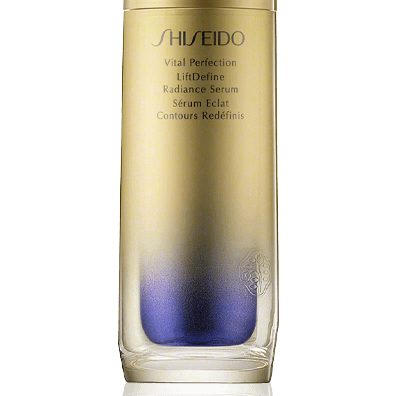 SHISEIDO
Vital Perfection
LiftDefine
Radiance Serum
Sérum Eclat
Contours Redéfinis